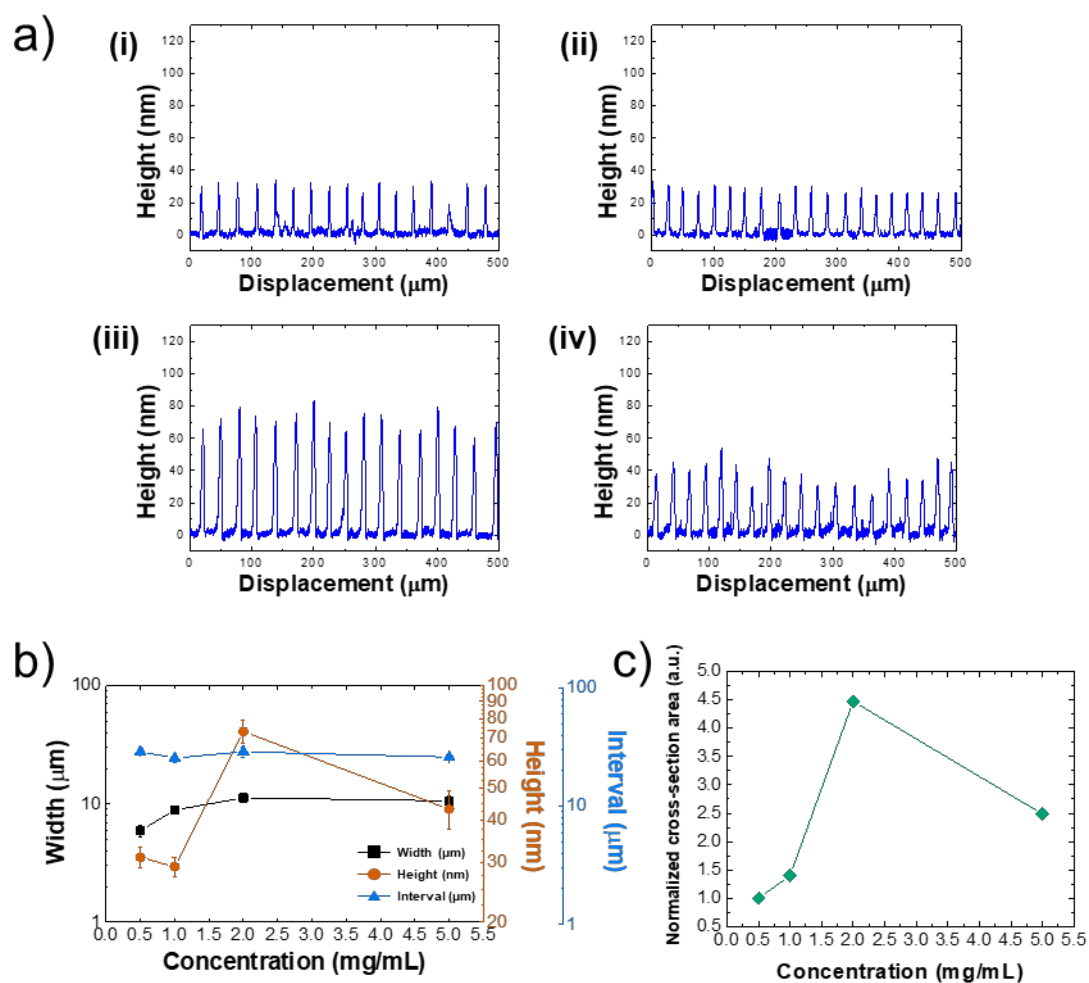 a)
(i)
120
100
80
60
40
20
0
Height (nm)
0 100 200 300 400 500
Displacement (μm)
(ii)
120
100
80
60
40
20
0
Height (nm)
0 100 200 300 400 500
Displacement (μm)
(iii)
120
100
80
60
40
20
0
Height (nm)
0 100 200 300 400 500
Displacement (μm)
(iv)
120
100
80
60
40
20
0
Height (nm)
0 100 200 300 400 500
Displacement (μm)
b)
100
10
1
Width (μm)
100
90
80
70
60
50
40
30
20
Height (nm)
100
10
1
Interval (μm)
Width (μm)
Height (nm)
Interval (μm)
0.0 0.5 1.0 1.5 2.0 2.5 3.0 3.5 4.0 4.5 5.0 5.5
Concentration (mg/mL)
c)
5.0
4.5
4.0
3.5
3.0
2.5
2.0
1.5
1.0
0.5
Normalized cross-section area (a.u.)
0.0 0.5 1.0 1.5 2.0 2.5 3.0 3.5 4.0 4.5 5.0 5.5
Concentration (mg/mL)